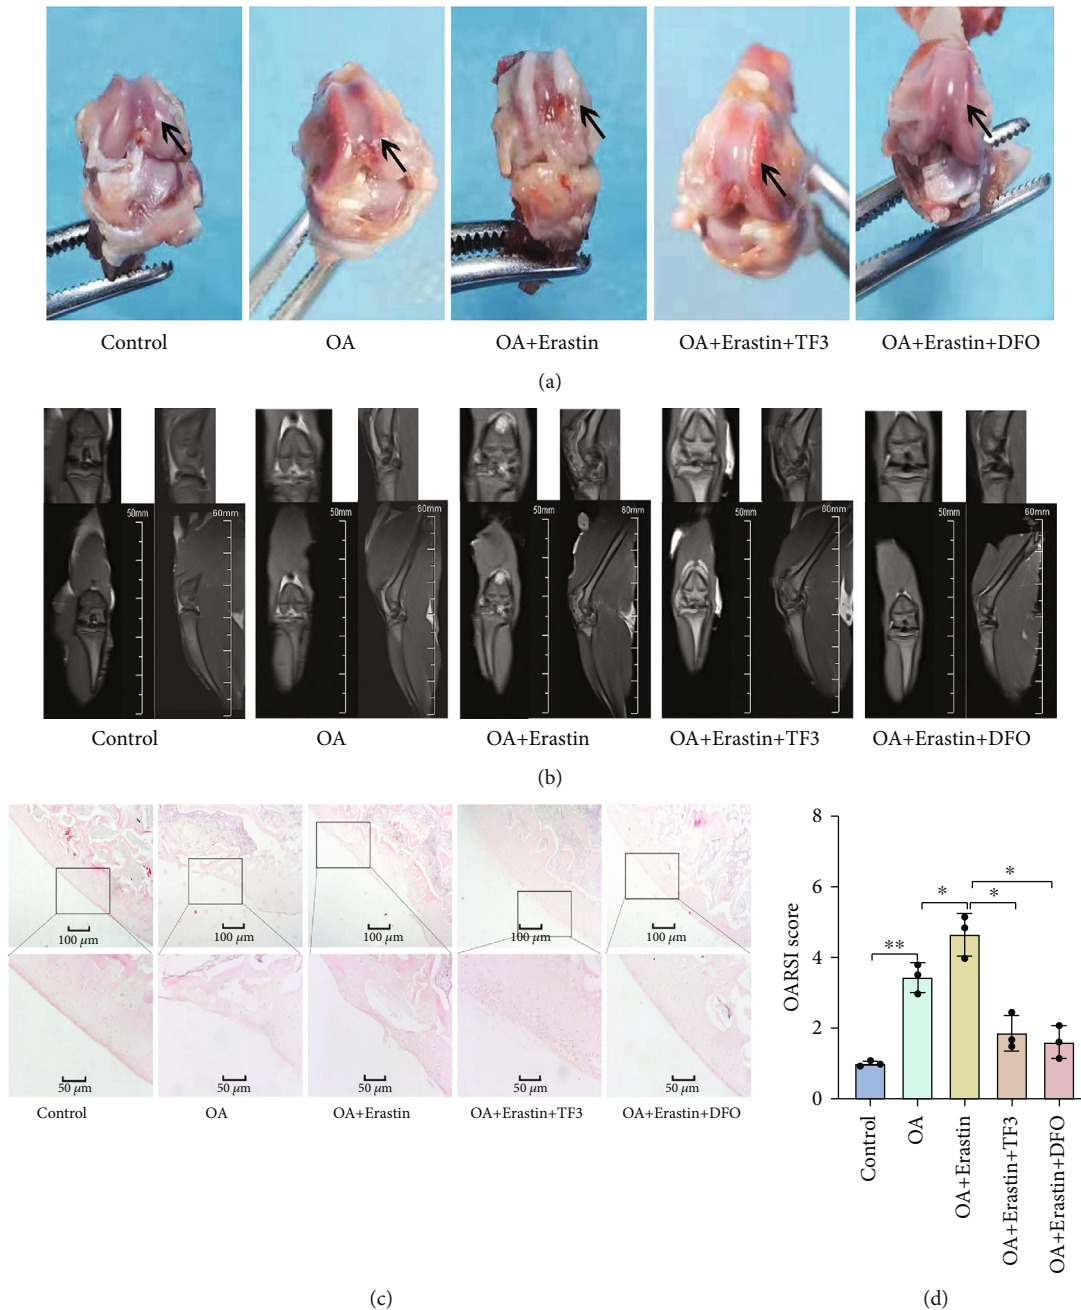 Control
OA
OA+Erastin
OA+Erastin+TF3
OA+Erastin+DFO
(a)
50mm
60mm
50mm
60mm
50mm
60mm
50mm
60mm
50mm
60mm
Control
OA
OA+Erastin
OA+Erastin+TF3
OA+Erastin+DFO
(b)
100 μm
100 μm
100 μm
100 μm
100 μm
50 μm
50 μm
50 μm
50 μm
50 μm
Control
OA
OA+Erastin
OA+Erastin+TF3
OA+Erastin+DFO
(c)
OARSI score
8
6
4
2
0
**
*
*
*
Control
OA
OA+Erastin
OA+Erastin+TF3
OA+Erastin+DFO
(d)